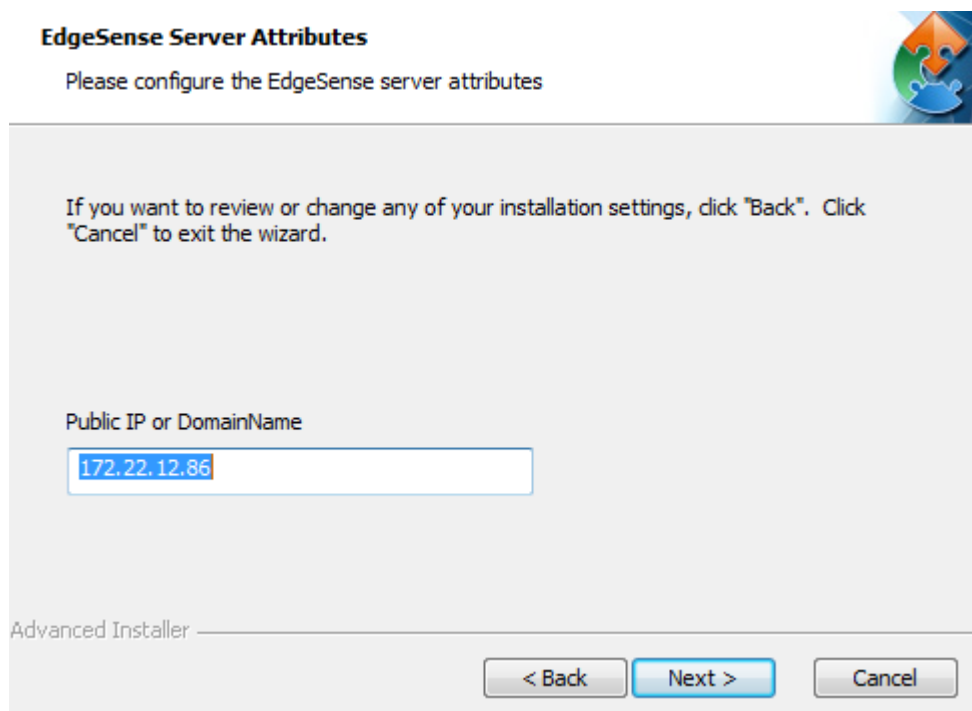 EdgeSense Server Attributes
Please configure the EdgeSense server attributes
If you want to review or change any of your installation settings, click "Back".  Click
"Cancel" to exit the wizard.
Public IP or DomainName
172.22.12.86
Advanced Installer
< Back
Next >
Cancel